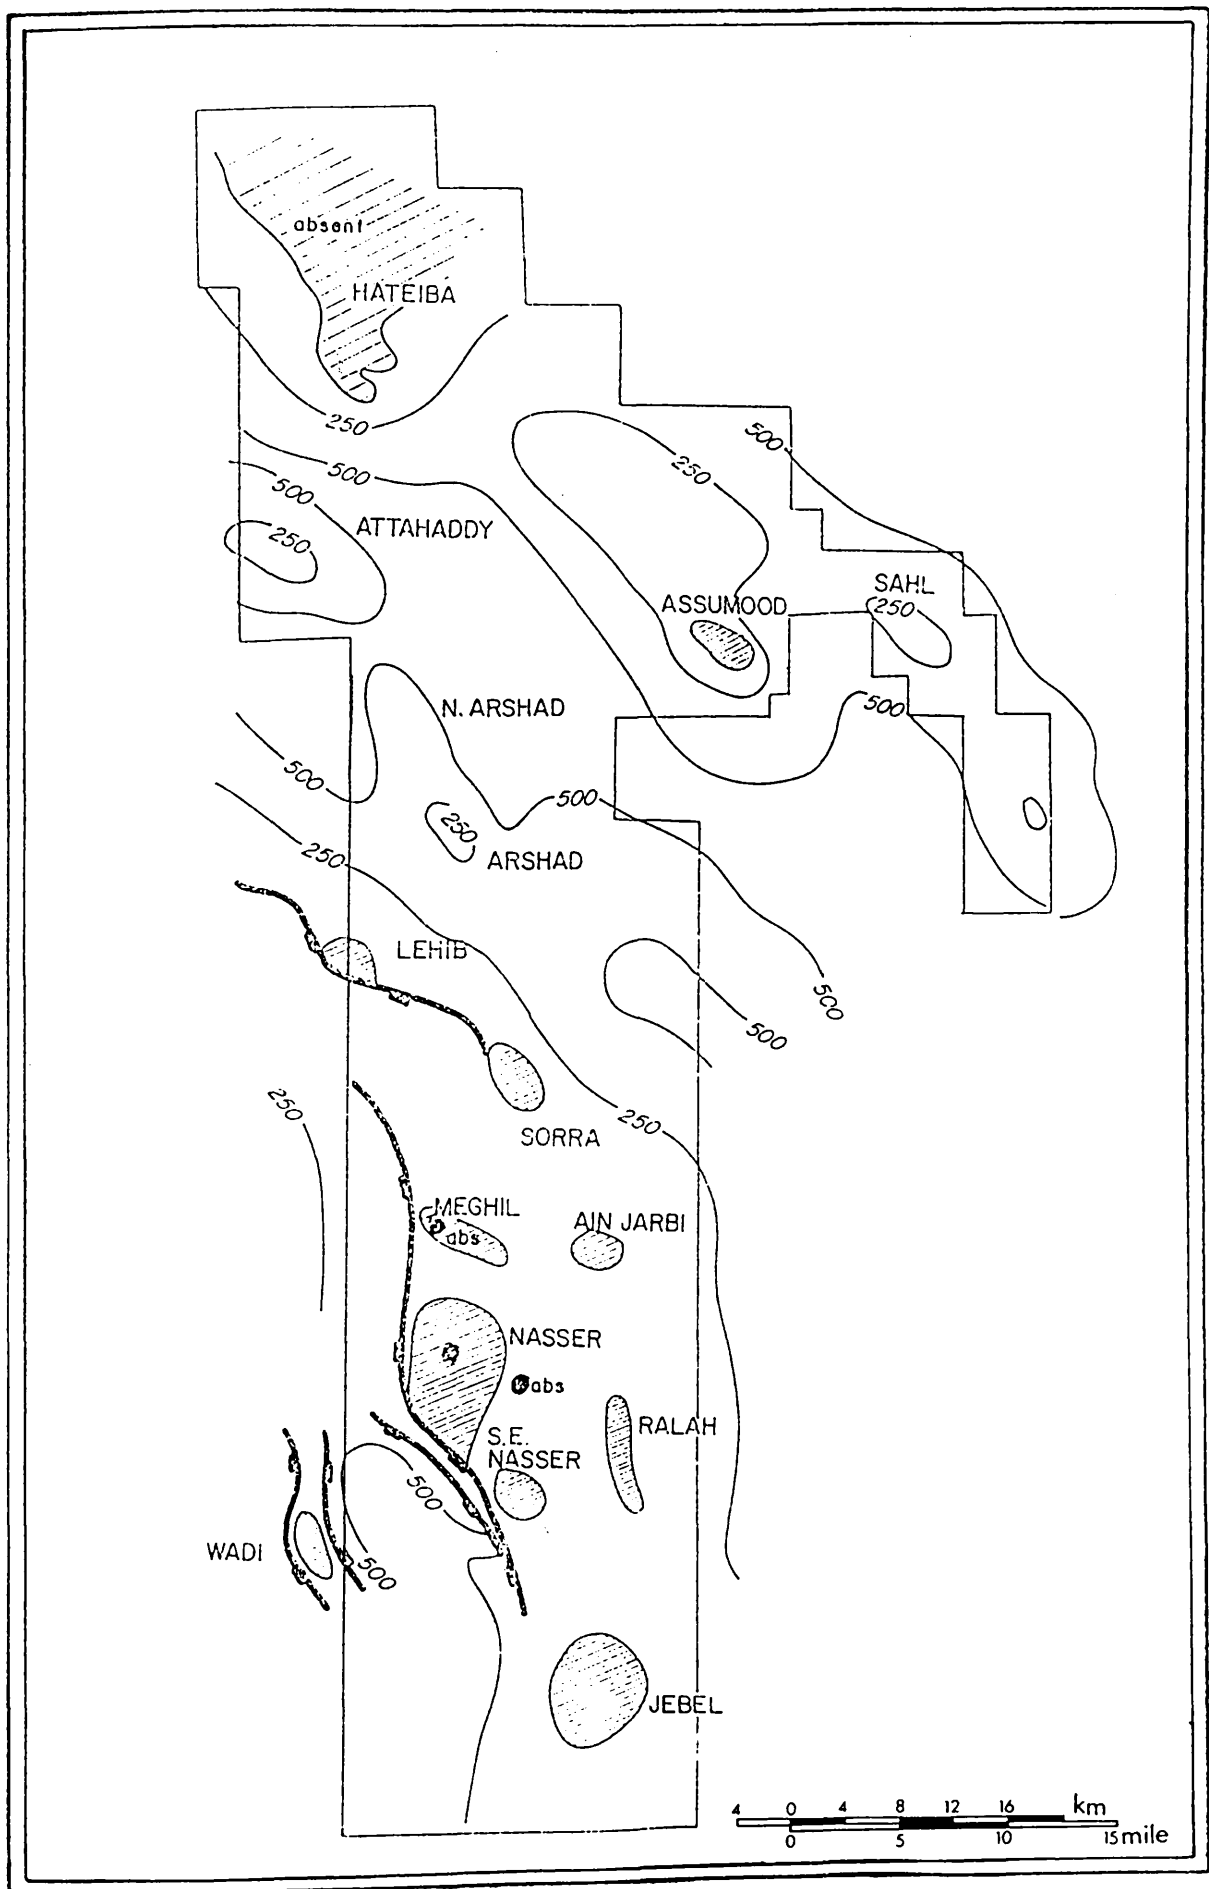 absent
HATEIBA
250
500
500
250
500
ATTAHADDY
250
SAHL
ASSUMOOD
250
N. ARSHAD
500
500
500
250
ARSHAD
250
LEHIB
500
500
250
250
SORRA
MEGHIL
abs
AIN JARBI
NASSER
abs
RALAH
S.E.
NASSER
500
WADI
500
JEBEL
4 0 4 8 12 16 km
0 5 10 15 mile